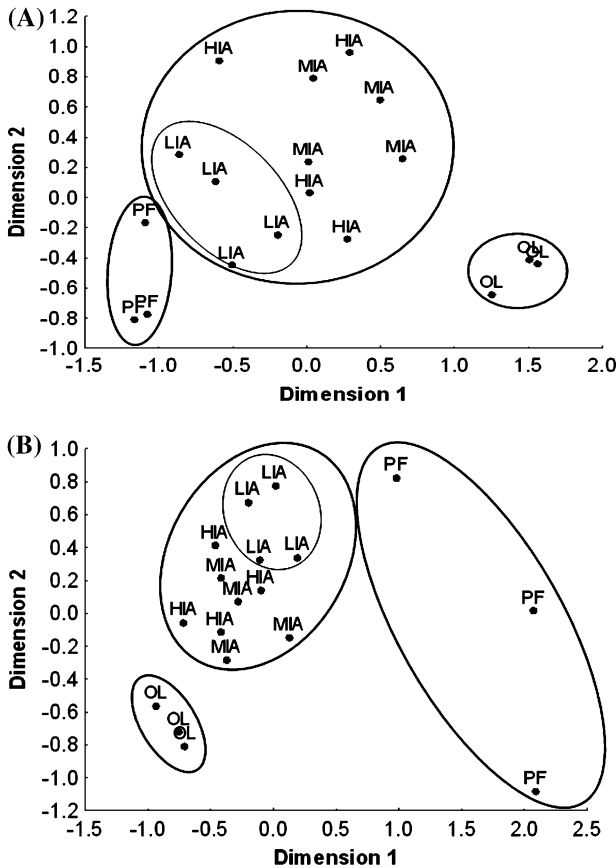 (A)
1.2
1.0
0.8
0.6
0.4
0.2
0.0
-0.2
-0.4
-0.6
-0.8
-1.0
Dimension 2
HIA HIA
MIA
MIA
LIA MIA MIA
LIA
HIA
PF LIA HIA
LIA
OL OL
OL
PF PF
-1.5 -1.0 -0.5 0.0 0.5 1.0 1.5 2.0
Dimension 1
(B)
1.0
0.8
0.6
0.4
0.2
0.0
-0.2
-0.4
-0.6
-0.8
-1.0
-1.2
Dimension 2
LIA PF
LIA
HIA LIA LIA
MIA HIA
MIA
HIA HIA MIA PF
MIA
OL
OL
OL
PF
-1.5 -1.0 -0.5 0.0 0.5 1.0 1.5 2.0 2.5
Dimension 1